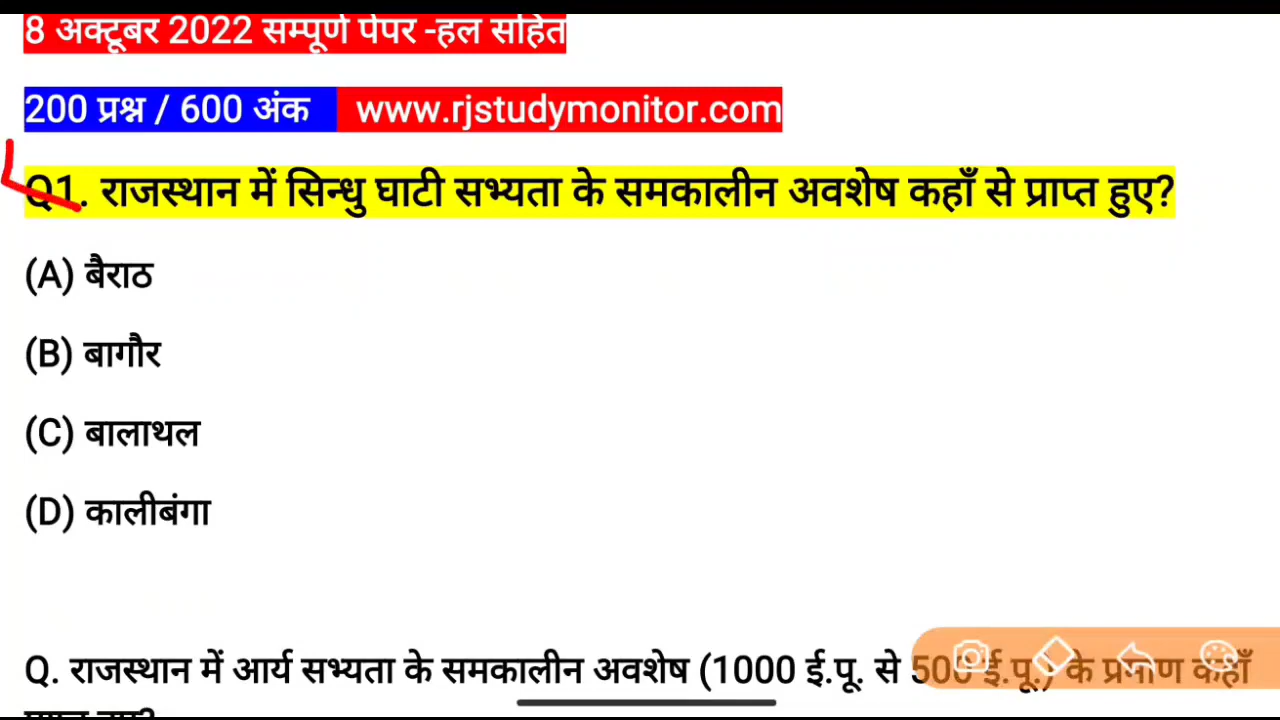 8 अक्टूबर 2022 सम्पूर्ण पेपर -हल सहित
200 प्रश्न / 600 अंक www.rjstudymonitor.com
Q1. राजस्थान में सिन्धु घाटी सभ्यता के समकालीन अवशेष कहाँ से प्राप्त हुए?
(A) बैराठ
(B) बागौर
(C) बालाथल
(D) कालीबंगा
Q. राजस्थान में आर्य सभ्यता के समकालीन अवशेष (1000 ई.पू. से 500 ई.पू.) के प्रमाण कहाँ